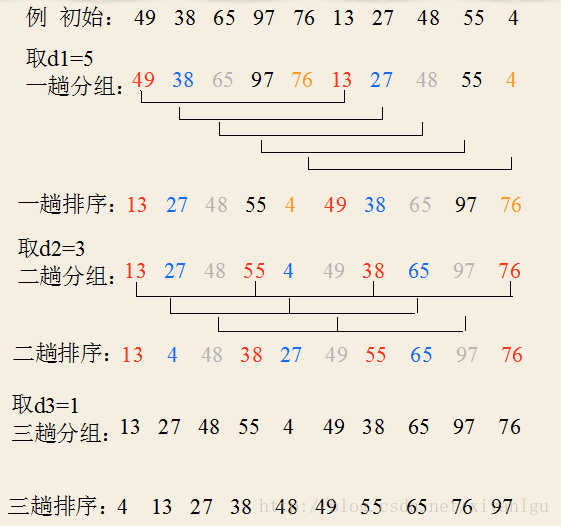 例 初始： 49 38 65 97 76 13 27 48 55 4
取d1=5
一趟分组： 49 38 65 97 76 13 27 48 55 4
一趟排序： 13 27 48 55 4 49 38 65 97 76
取d2=3
二趟分组： 13 27 48 55 4 49 38 65 97 76
二趟排序： 13 4 48 38 27 49 55 65 97 76
取d3=1
三趟分组： 13 27 48 55 4 49 38 65 97 76
三趟排序： 4 13 27 38 48 49 55 65 76 97